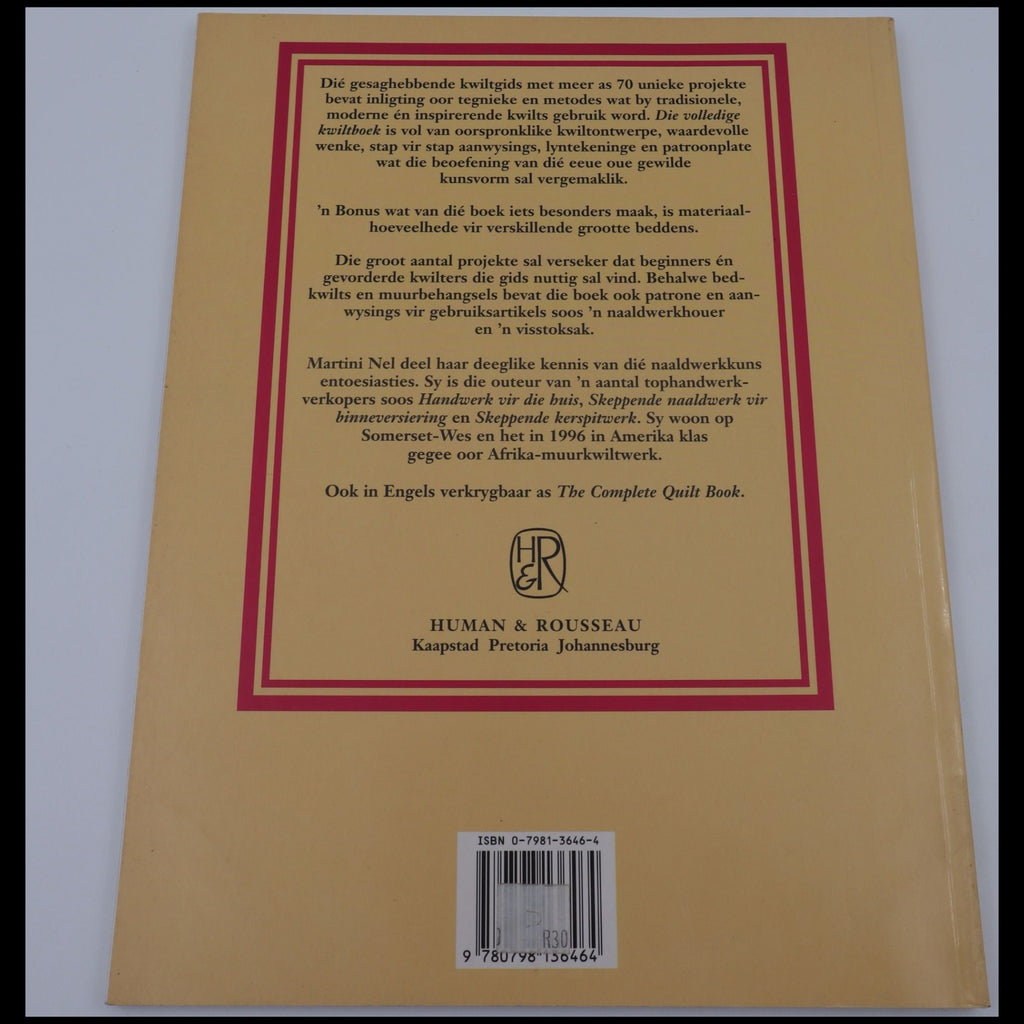 Dié gesaghebbende kwiltgids met meer as 70 unieke projekte
bevat inligting oor tegnieke en metodes wat by tradisionele,
moderne én inspirerende kwilts gebruik word. Die volledige
kwiltboek is vol van oorspronklike kwiltontwerpe, waardevolle
wenke, stap vir stap aanwysings, lyntekeninge en patroonplate
wat die beoefening van dié eeue oue gewilde
kunsvorm sal vergemaklik.
'n Bonus wat van dié boek iets besonders maak, is materiaal-
hoeveelhede vir verskillende grootte beddens.
Die groot aantal projekte sal verseker dat beginners én
gevorderde kwilters die gids nuttig sal vind. Behalwe bed-
kwilts en muurbehangsels bevat die boek ook patrone en aan-
wysings vir gebruiksartikels soos 'n naaldwerkhouer
en 'n visstoksak.
Martini Nel deel haar deeglike kennis van dié naaldwerkkuns
entoesiasties. Sy is die outeur van 'n aantal tophandwerk-
verkopers soos Handwerk vir die huis, Skeppende naaldwerk vir
binneversiering en Skeppende kerspitwerk. Sy woon op
Somerset-Wes en het in 1996 in Amerika klas
gegee oor Afrika-muurkwiltwerk.
Ook in Engels verkrygbaar as The Complete Quilt Book.
H&R
HUMAN & ROUSSEAU
Kaapstad Pretoria Johannesburg
ISBN 0-7981-3646-4
R30
9 780798 136464